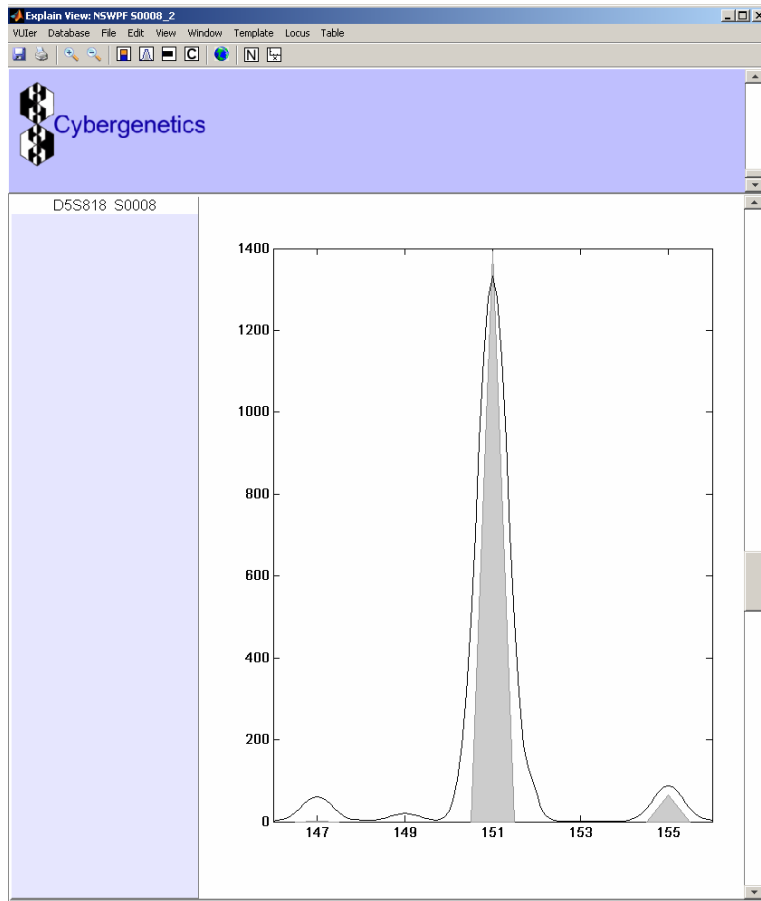 Explain View: NSWPF S0008_2
VUIer Database File Edit View Window Template Locus Table
C N
Cybergenetics
D5S818 S0008
1400
1200
1000
800
600
400
200
0
147 149 151 153 155